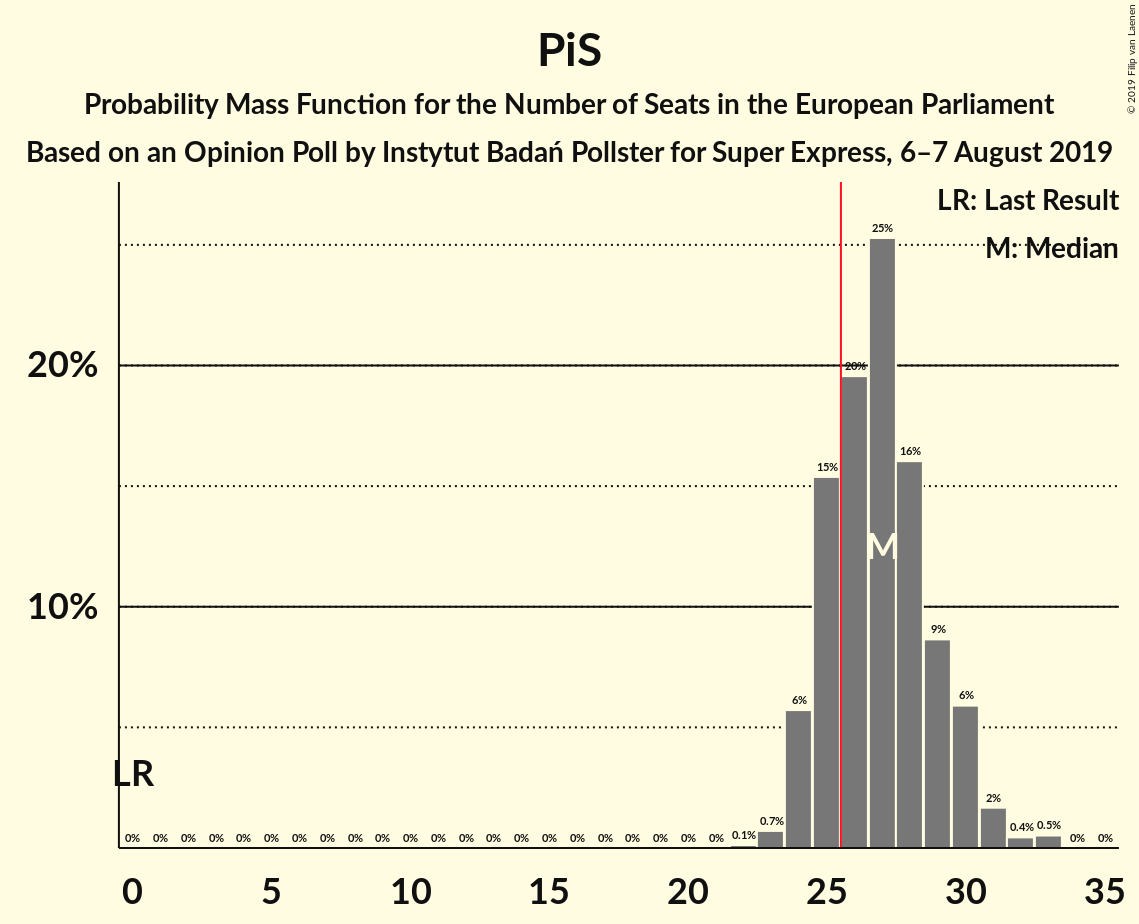 PiS
Probability Mass Function for the Number of Seats in the European Parliament
Based on an Opinion Poll by Instytut Badań Pollster for Super Express, 6–7 August 2019
© 2019 Filip van Laenen
LR: Last Result
M: Median
25%
20%
20%
16%
15%
M
10%
9%
6%
6%
LR
2%
0% 0% 0% 0% 0% 0% 0% 0% 0% 0% 0% 0% 0% 0% 0% 0% 0% 0% 0% 0% 0% 0% 0.1% 0.7% 0.4% 0.5% 0% 0%
0 5 10 15 20 25 30 35